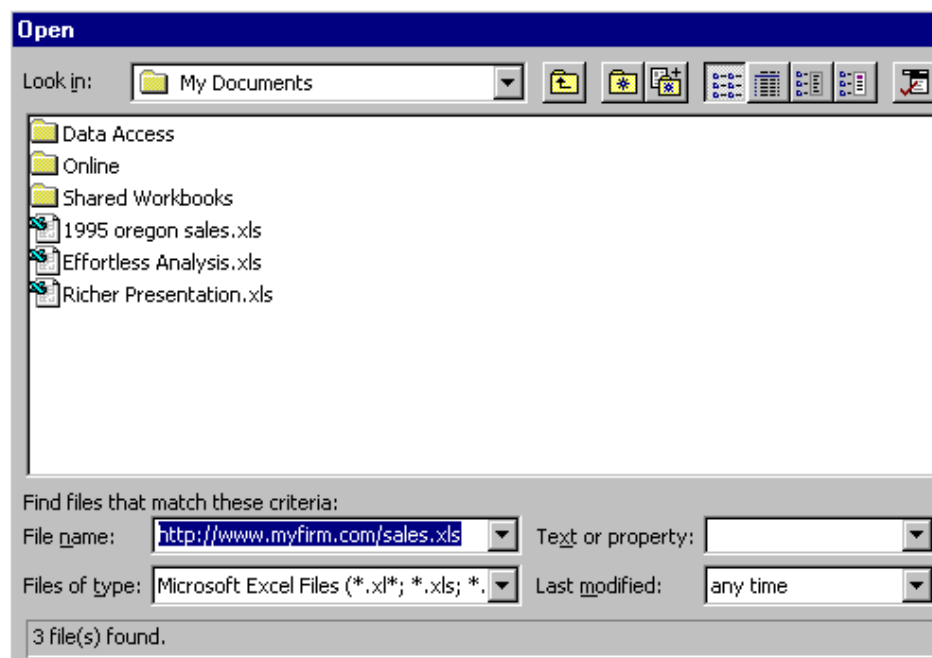 Open
Look in: My Documents
Data Access
Online
Shared Workbooks
1995 oregon sales.xls
Effortless Analysis.xls
Richer Presentation.xls
Find files that match these criteria:
File name: http://www.myfirm.com/sales.xls Text or property:
Files of type: Microsoft Excel Files (*.xl*; *.xls; *. Last modified: any time
3 file(s) found.